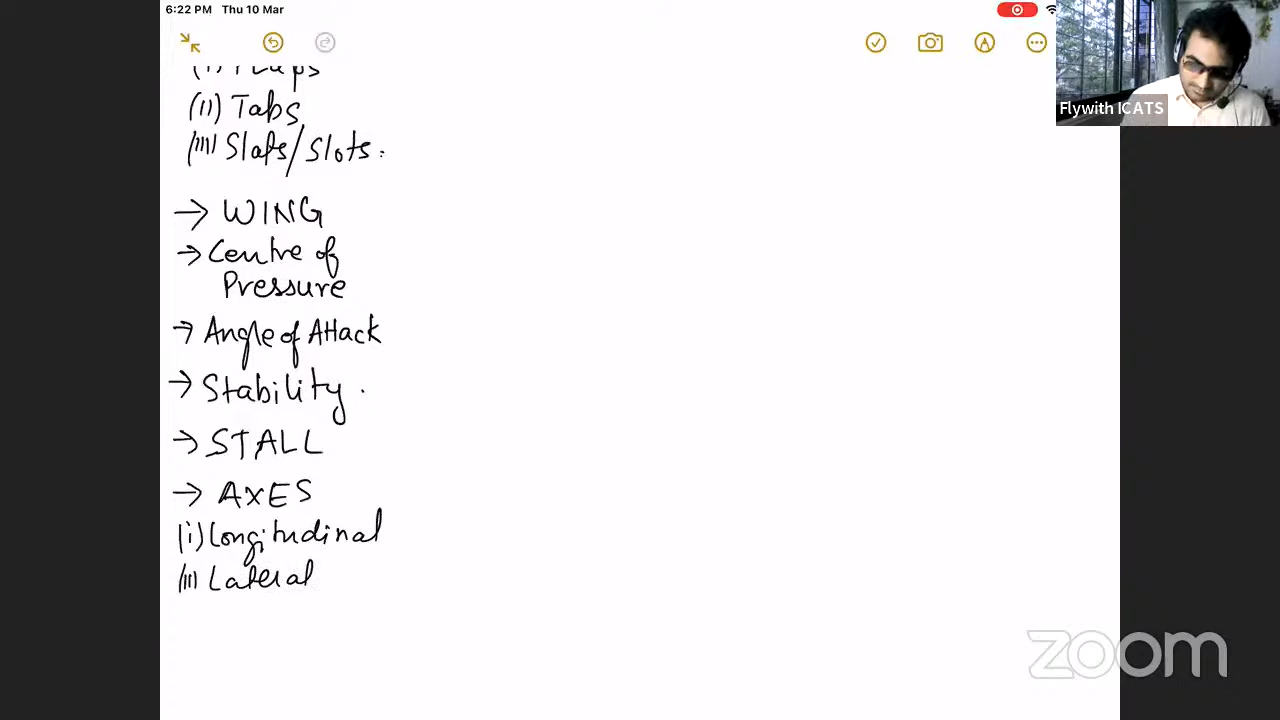 6:22 PM Thu 10 Mar
Flywith ICATS
(i) Flaps
(ii) Tabs
(iii) Slats/Slots.
→ WING
→ Centre of
Pressure
→ Angle of Attack
→ Stability.
→ STALL
→ AXES
(i) Longitudinal
(ii) Lateral
zoom